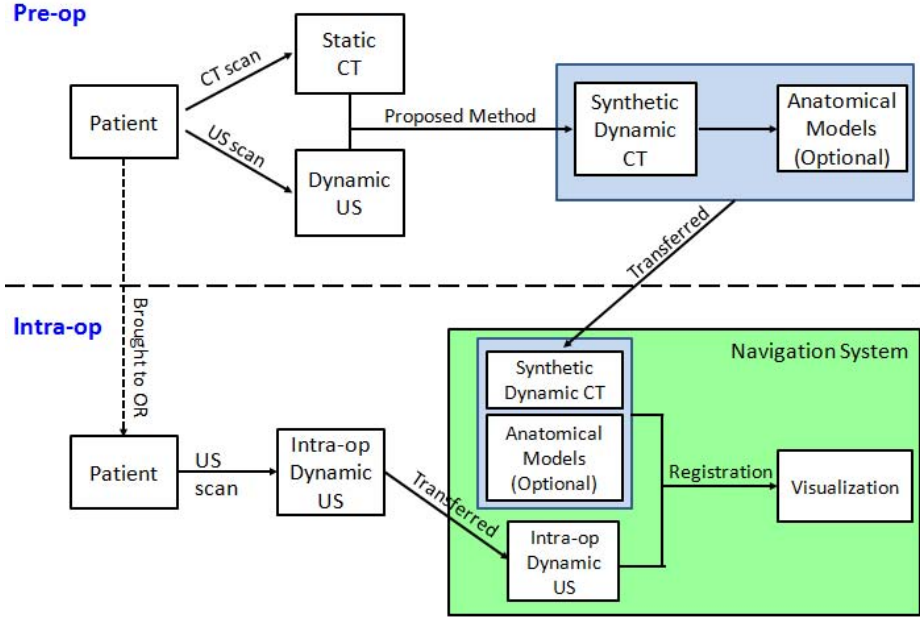 Pre-op
Static
CT
CT scan
Patient
US scan
Dynamic
US
Proposed Method
Synthetic
Dynamic
CT
Anatomical
Models
(Optional)
Transferred
Brought to OR
Intra-op
Navigation System
Synthetic
Dynamic CT
Anatomical
Models
(Optional)
Patient
US
scan
Intra-op
Dynamic
US
Transferred
Intra-op
Dynamic
US
Registration
Visualization